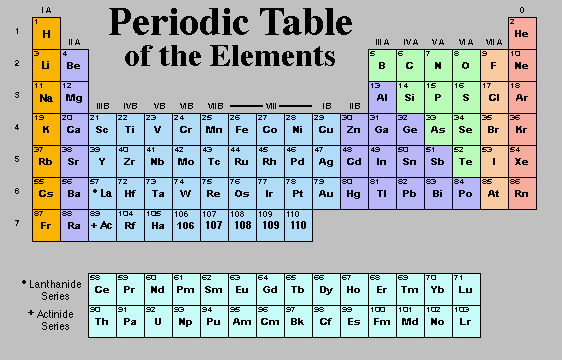 I A 0
Periodic Table
of the Elements
1 2
1 H He
II A III A IV A V A VI A VII A
3 4 5 6 7 8 9 10
2 Li Be B C N O F Ne
11 12 13 14 15 16 17 18
3 Na Mg Al Si P S Cl Ar
III B IVB VB VIB VIIB VIII IB IIB
19 20 21 22 23 24 25 26 27 28 29 30 31 32 33 34 35 36
4 K Ca Sc Ti V Cr Mn Fe Co Ni Cu Zn Ga Ge As Se Br Kr
37 38 39 40 41 42 43 44 45 46 47 48 49 50 51 52 53 54
5 Rb Sr Y Zr Nb Mo Tc Ru Rh Pd Ag Cd In Sn Sb Te I Xe
55 56 57 72 73 74 75 76 77 78 79 80 81 82 83 84 85 86
6 Cs Ba * La Hf Ta W Re Os Ir Pt Au Hg Tl Pb Bi Po At Rn
87 88 89 104 105 106 107 108 109 110
7 Fr Ra + Ac Rf Ha 106 107 108 109 110
* Lanthanide
Series
58 59 60 61 62 63 64 65 66 67 68 69 70 71
Ce Pr Nd Pm Sm Eu Gd Tb Dy Ho Er Tm Yb Lu
+ Actinide
Series
90 91 92 93 94 95 96 97 98 99 100 101 102 103
Th Pa U Np Pu Am Cm Bk Cf Es Fm Md No Lr